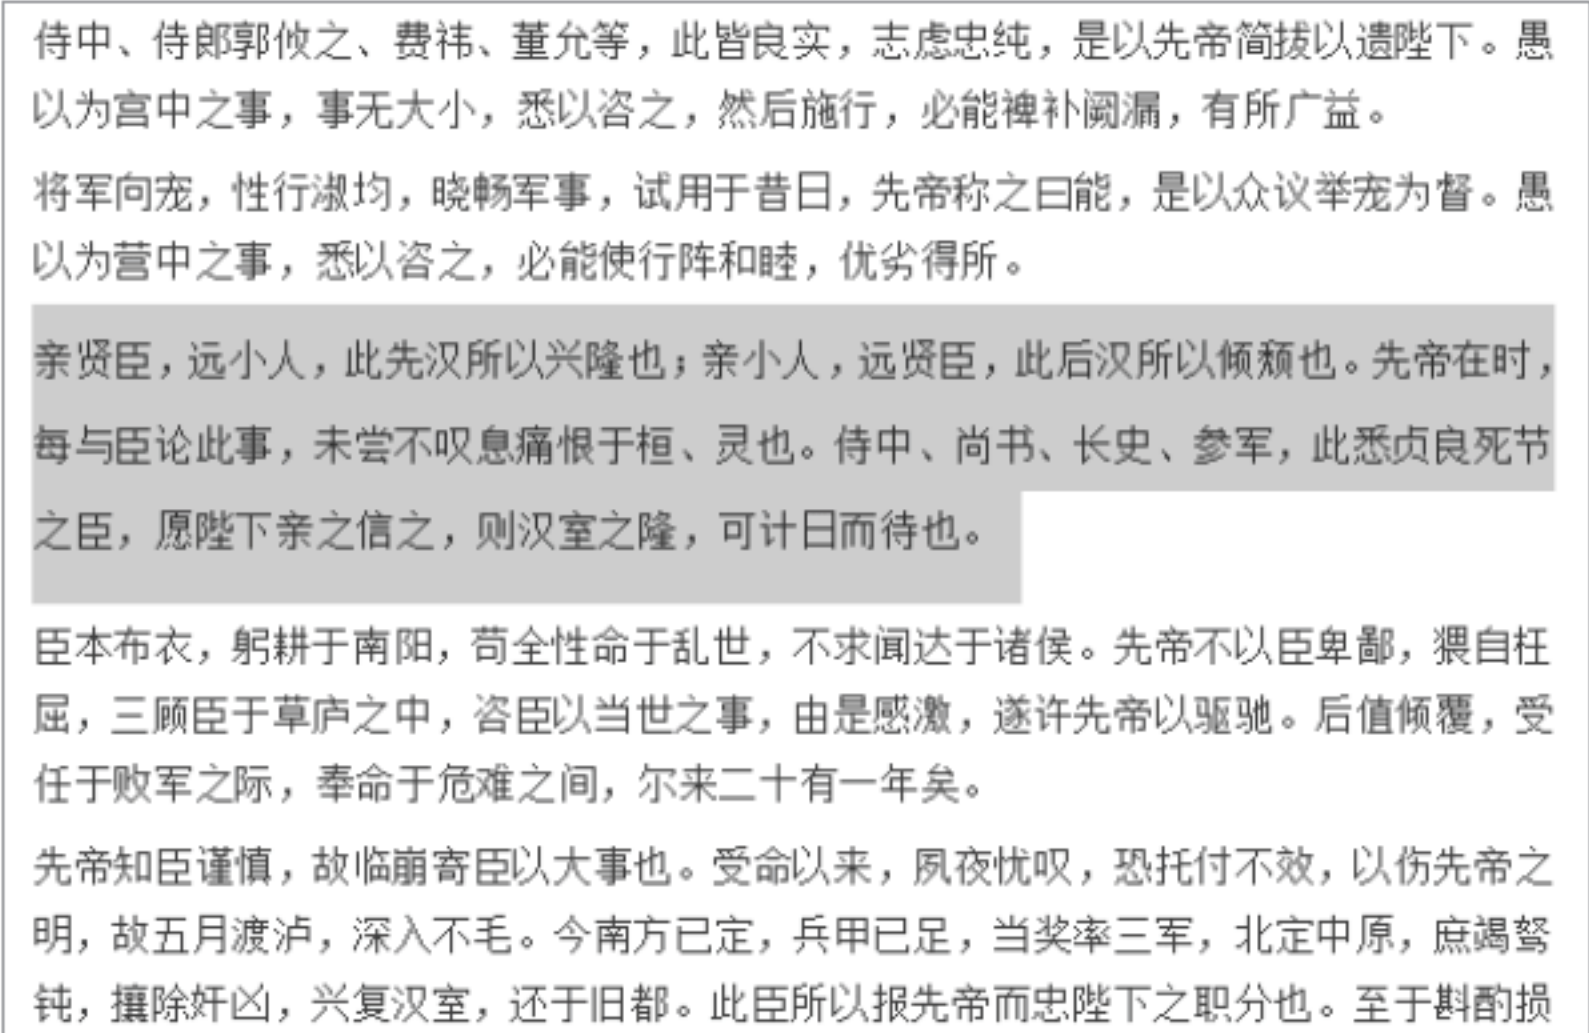 侍中、侍郎郭攸之、费祎、董允等，此皆良实，志虑忠纯，是以先帝简拔以遗陛下。愚
以为宫中之事，事无大小，悉以咨之，然后施行，必能裨补阙漏，有所广益。
将军向宠，性行淑均，晓畅军事，试用于昔日，先帝称之曰能，是以众议举宠为督。愚
以为营中之事，悉以咨之，必能使行阵和睦，优劣得所。
亲贤臣，远小人，此先汉所以兴隆也；亲小人，远贤臣，此后汉所以倾颓也。先帝在时，
每与臣论此事，未尝不叹息痛恨于桓、灵也。侍中、尚书、长史、参军，此悉贞良死节
之臣，愿陛下亲之信之，则汉室之隆，可计日而待也。
臣本布衣，躬耕于南阳，苟全性命于乱世，不求闻达于诸侯。先帝不以臣卑鄙，猥自枉
屈，三顾臣于草庐之中，咨臣以当世之事，由是感激，遂许先帝以驱驰。后值倾覆，受
任于败军之际，奉命于危难之间，尔来二十有一年矣。
先帝知臣谨慎，故临崩寄臣以大事也。受命以来，夙夜忧叹，恐托付不效，以伤先帝之
明，故五月渡泸，深入不毛。今南方已定，兵甲已足，当奖率三军，北定中原，庶竭驽
钝，攘除奸凶，兴复汉室，还于旧都。此臣所以报先帝而忠陛下之职分也。至于斟酌损